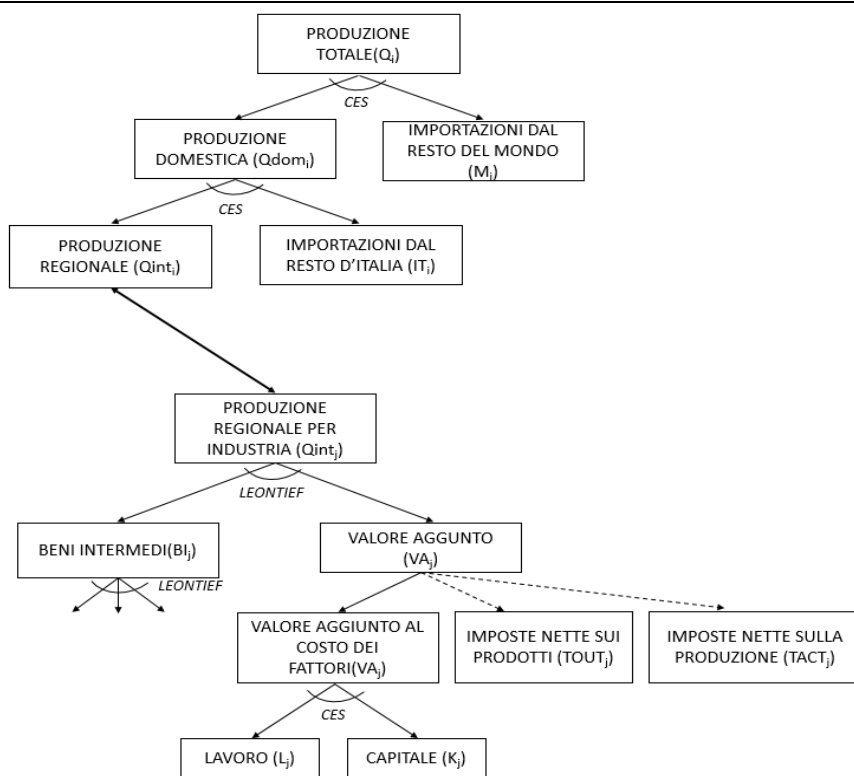 PRODUZIONE
TOTALE(Qᵢ)
CES
PRODUZIONE
DOMESTICA (Qdomᵢ)
IMPORTAZIONI DAL
RESTO DEL MONDO
(Mᵢ)
CES
PRODUZIONE
REGIONALE (Qintᵢ)
IMPORTAZIONI DAL
RESTO D'ITALIA (ITᵢ)
PRODUZIONE
REGIONALE PER
INDUSTRIA (Qintⱼ)
LEONTIEF
BENI INTERMEDI(BIⱼ)
VALORE AGGUNTO
(VAⱼ)
LEONTIEF
VALORE AGGIUNTO AL
COSTO DEI
FATTORI(VAⱼ)
IMPOSTE NETTE SUI
PRODOTTI (TOUTⱼ)
IMPOSTE NETTE SULLA
PRODUZIONE (TACTⱼ)
CES
LAVORO (Lⱼ)
CAPITALE (Kⱼ)